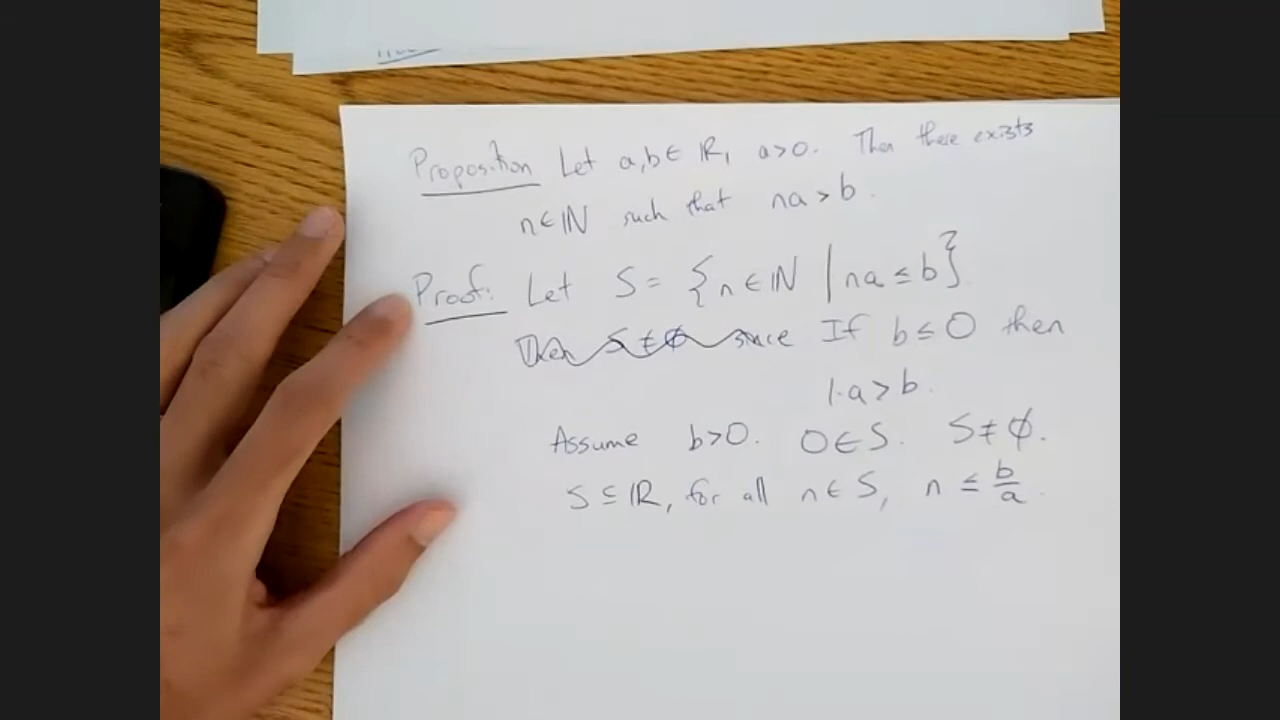 Proposition Let a,b ∈ ℝ, a>0. Then there exists
n∈ℕ such that na > b.
Proof: Let S = {n ∈ ℕ | na ≤ b}
Then S ≠ ∅ since If b ≤ 0 then
1·a > b.
Assume b>0. 0∈S. S ≠ ∅.
S ⊆ ℝ, for all n ∈ S, n ≤ b/a.